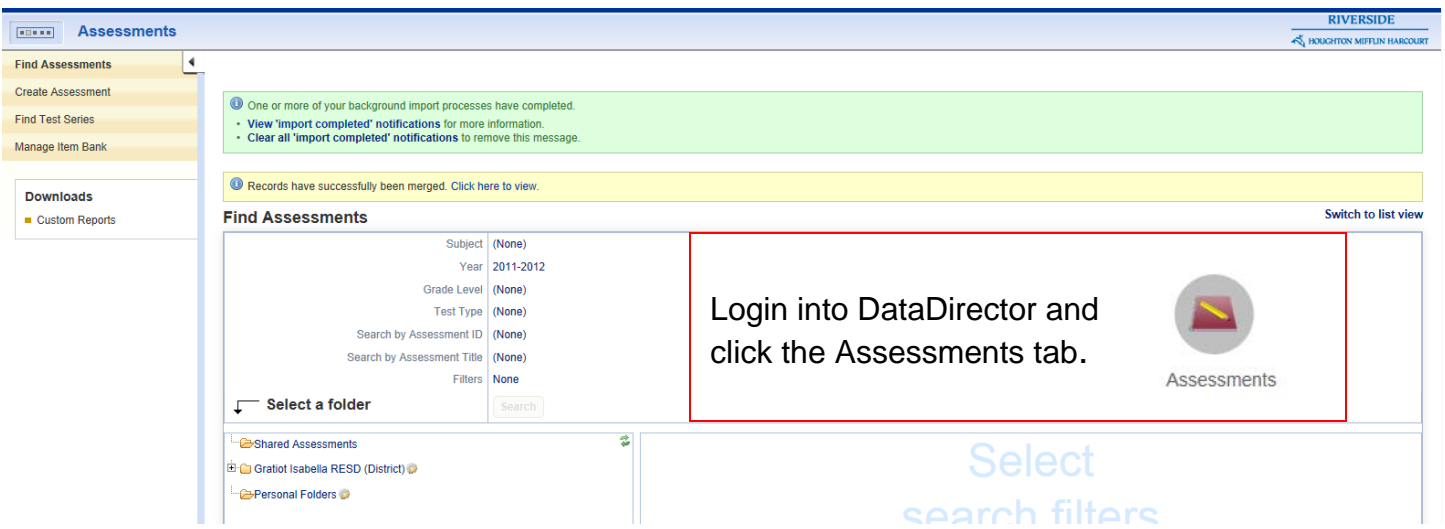 Assessments
RIVERSIDE
HOUGHTON MIFFLIN HARCOURT
Find Assessments
Create Assessment
Find Test Series
Manage Item Bank
Downloads
Custom Reports
One or more of your background import processes have completed.
View 'import completed' notifications for more information.
Clear all 'import completed' notifications to remove this message.
Records have successfully been merged. Click here to view.
Find Assessments
Switch to list view
Subject (None)
Year 2011-2012
Grade Level (None)
Test Type (None)
Search by Assessment ID (None)
Search by Assessment Title (None)
Filters None
Select a folder
Search
Login into DataDirector and
click the Assessments tab.
Assessments
Shared Assessments
Gratiot Isabella RESD (District)
Personal Folders
Select
search filters